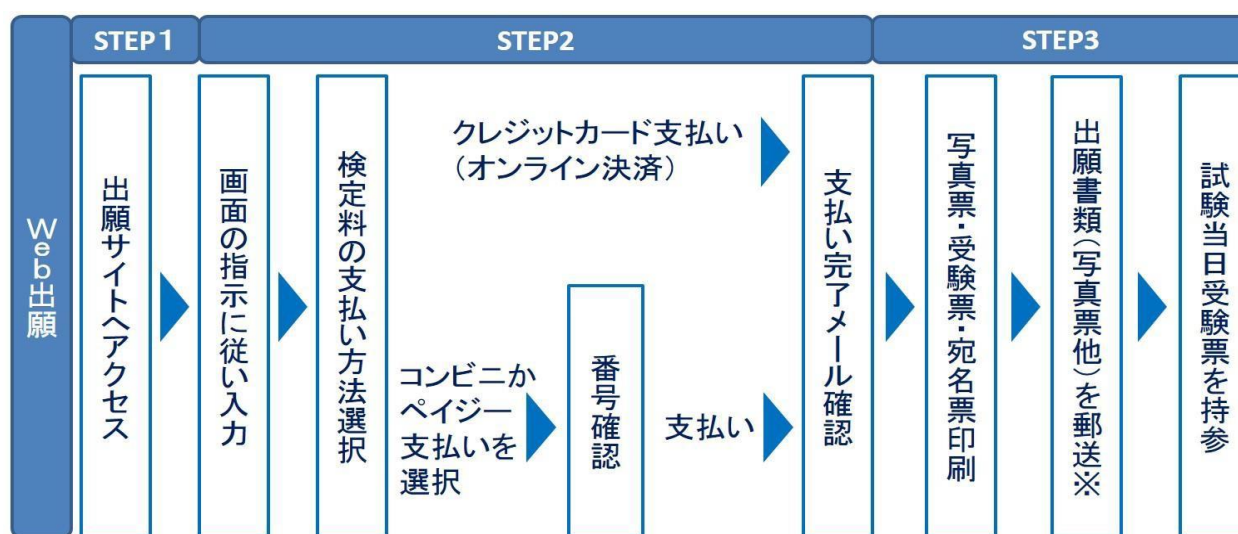 STEP1
STEP2
STEP3
Web出願
出願サイトへアクセス
画面の指示に従い入力
検定料の支払い方法選択
クレジットカード支払い
(オンライン決済)
コンビニか
ペイジー
支払いを
選択
番号確認
支払い
支払い完了メール確認
写真票・受験票・宛名票印刷
出願書類(写真票他)を郵送※
試験当日受験票を持参